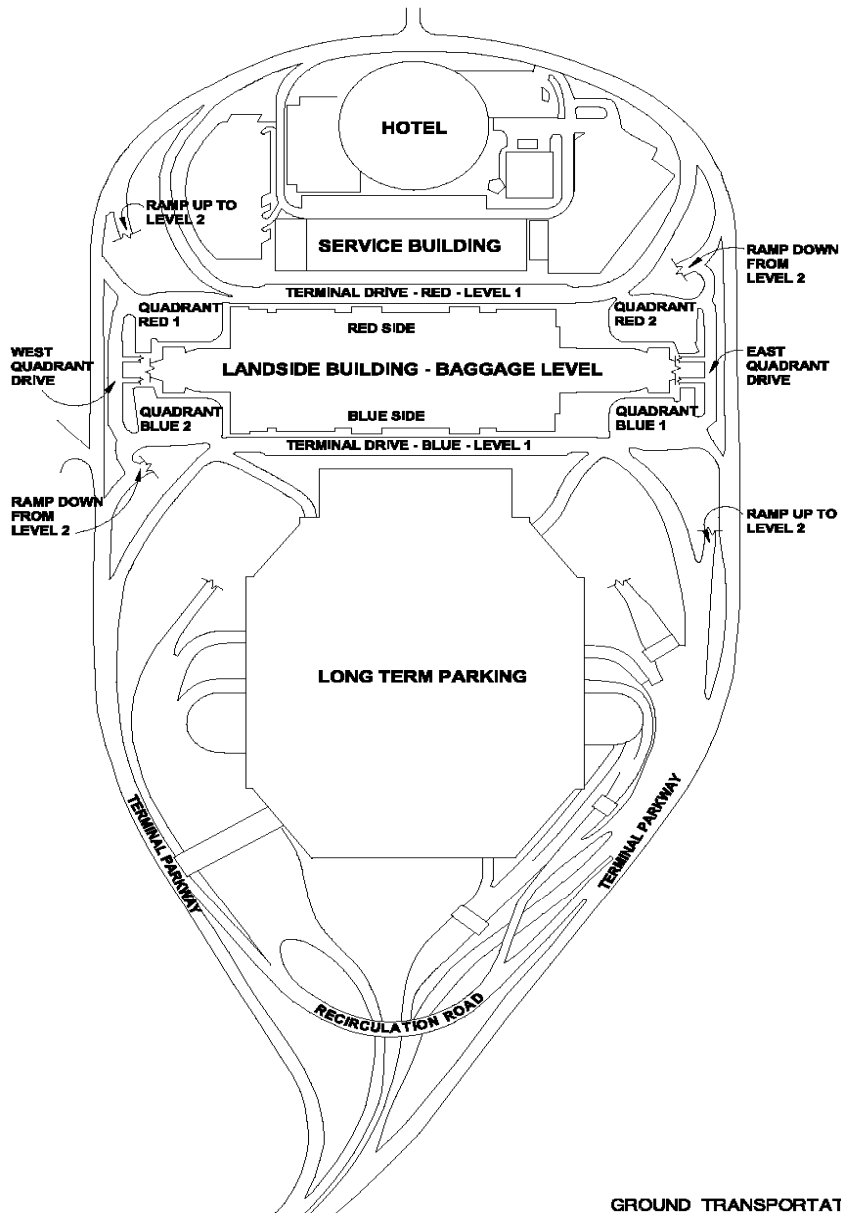 HOTEL
RAMP UP TO
LEVEL 2
SERVICE BUILDING
RAMP DOWN
FROM
LEVEL 2
TERMINAL DRIVE - RED - LEVEL 1
QUADRANT
RED 1
RED SIDE
QUADRANT
RED 2
WEST
QUADRANT
DRIVE
LANDSIDE BUILDING - BAGGAGE LEVEL
EAST
QUADRANT
DRIVE
QUADRANT
BLUE 2
BLUE SIDE
QUADRANT
BLUE 1
TERMINAL DRIVE - BLUE - LEVEL 1
RAMP DOWN
FROM
LEVEL 2
RAMP UP TO
LEVEL 2
LONG TERM PARKING
TERMINAL PARKWAY
TERMINAL PARKWAY
RECIRCULATION ROAD
GROUND TRANSPORTAT